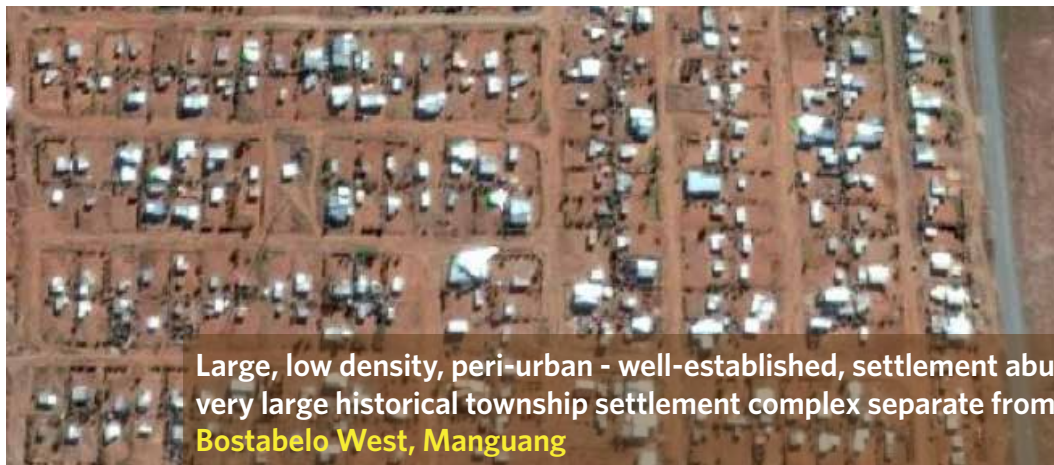 Large, low density, peri-urban - well-established, settlement abu
very large historical township settlement complex separate from
Bostabelo West, Manguang